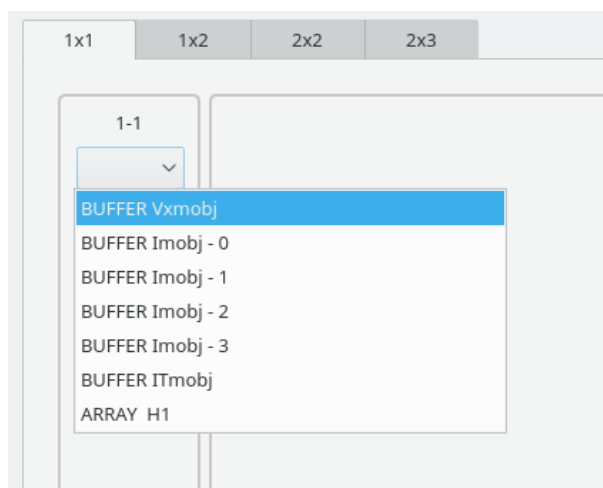 1x1 1x2 2x2 2x3
1-1
BUFFER Vxmobj
BUFFER Imobj - 0
BUFFER Imobj - 1
BUFFER Imobj - 2
BUFFER Imobj - 3
BUFFER ITmobj
ARRAY  H1